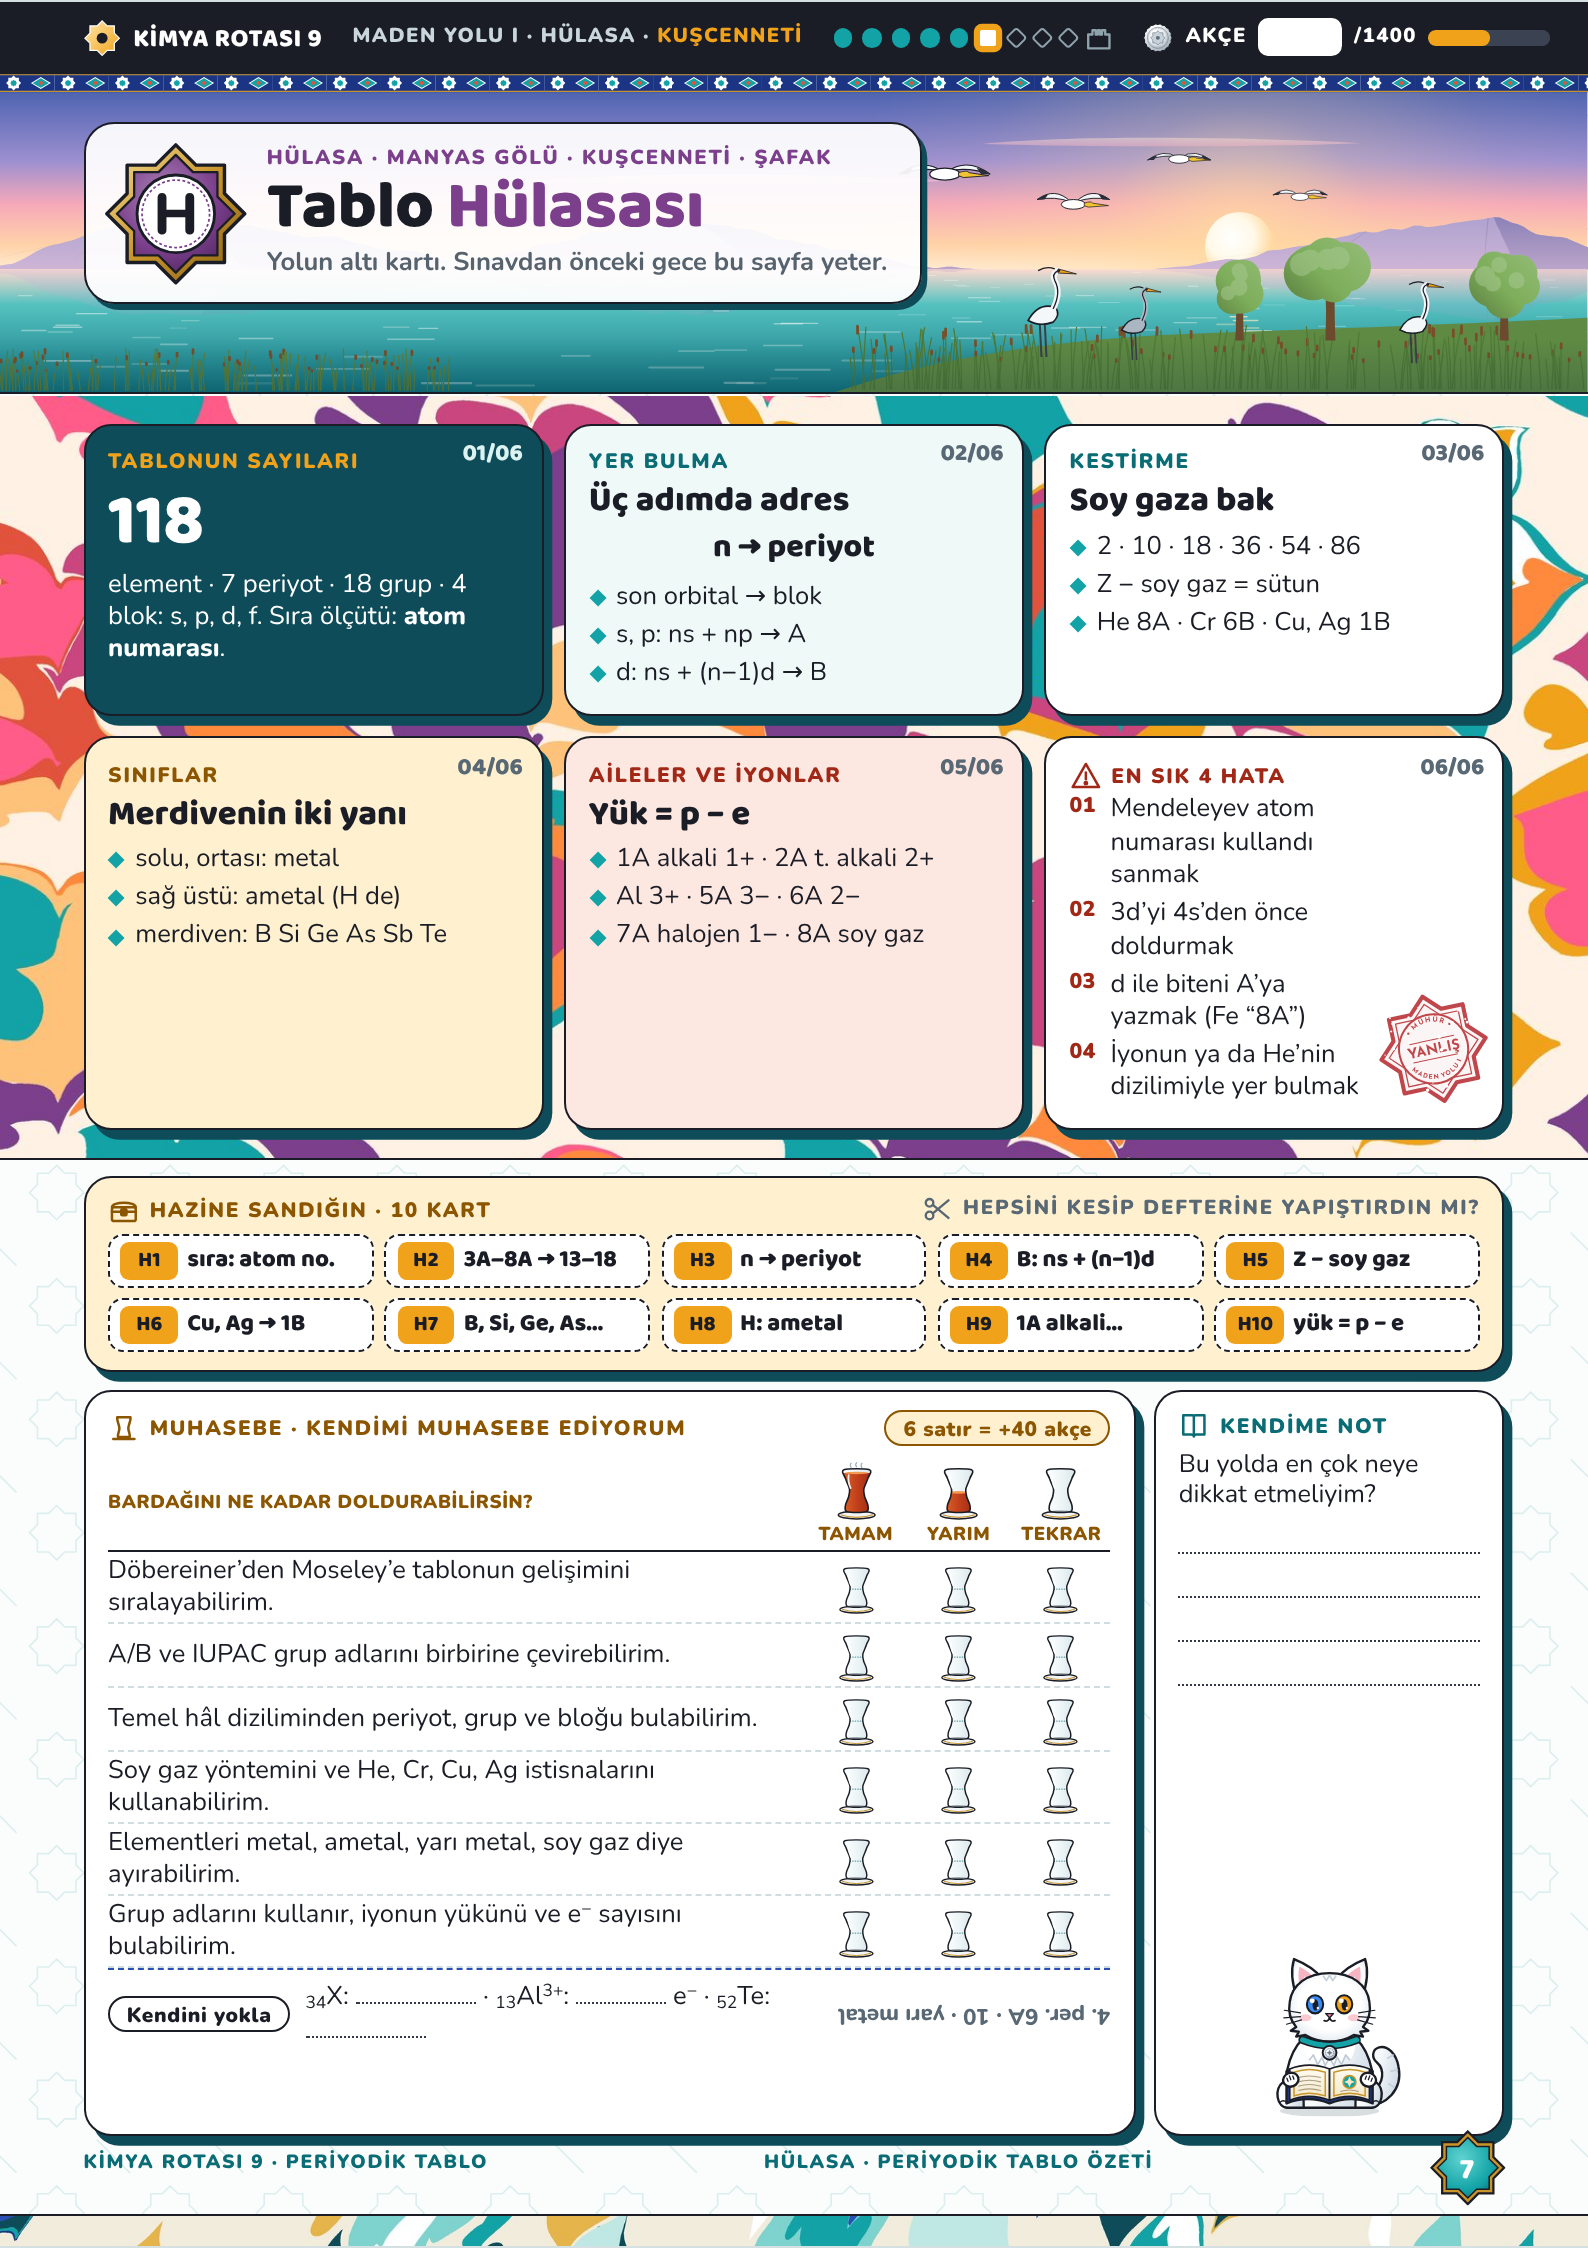 KİMYA ROTASI 9
MADEN YOLU I · HÜLASA · KUŞCENNETİ
AKÇE
/1400
H
HÜLASA · MANYAS GÖLÜ · KUŞCENNETİ · ŞAFAK
Tablo Hülasası
Yolun altı kartı. Sınavdan önceki gece bu sayfa yeter.
TABLONUN SAYILARI
01/06
118
element · 7 periyot · 18 grup · 4
blok: s, p, d, f. Sıra ölçütü: atom
numarası.
YER BULMA
02/06
Üç adımda adres
n → periyot
son orbital → blok
s, p: ns + np → A
d: ns + (n−1)d → B
KESTİRME
03/06
Soy gaza bak
2 · 10 · 18 · 36 · 54 · 86
Z − soy gaz = sütun
He 8A · Cr 6B · Cu, Ag 1B
SINIFLAR
04/06
Merdivenin iki yanı
solu, ortası: metal
sağ üstü: ametal (H de)
merdiven: B Si Ge As Sb Te
AİLELER VE İYONLAR
05/06
Yük = p − e
1A alkali 1+ · 2A t. alkali 2+
Al 3+ · 5A 3− · 6A 2−
7A halojen 1− · 8A soy gaz
EN SIK 4 HATA
06/06
01 Mendeleyev atom
numarası kullandı
sanmak
02 3d’yi 4s’den önce
doldurmak
03 d ile biteni A’ya
yazmak (Fe “8A”)
04 İyonun ya da He’nin
dizilimiyle yer bulmak
MÜHÜR
YANLIŞ
MADEN YOLU I
HAZİNE SANDIĞIN · 10 KART
HEPSİNİ KESİP DEFTERİNE YAPIŞTIRDIN MI?
H1 sıra: atom no.
H2 3A–8A → 13–18
H3 n → periyot
H4 B: ns + (n−1)d
H5 Z − soy gaz
H6 Cu, Ag → 1B
H7 B, Si, Ge, As...
H8 H: ametal
H9 1A alkali...
H10 yük = p − e
MUHASEBE · KENDİMİ MUHASEBE EDİYORUM
6 satır = +40 akçe
BARDAĞINI NE KADAR DOLDURABİLİRSİN?
TAMAM YARIM TEKRAR
Döbereiner’den Moseley’e tablonun gelişimini
sıralayabilirim.
A/B ve IUPAC grup adlarını birbirine çevirebilirim.
Temel hâl diziliminden periyot, grup ve bloğu bulabilirim.
Soy gaz yöntemini ve He, Cr, Cu, Ag istisnalarını
kullanabilirim.
Elementleri metal, ametal, yarı metal, soy gaz diye
ayırabilirim.
Grup adlarını kullanır, iyonun yükünü ve e⁻ sayısını
bulabilirim.
Kendini yokla
₃₄X: · ₁₃Al³⁺: e⁻ · ₅₂Te:
4. per. 6A · 10 · yarı metal
KENDİME NOT
Bu yolda en çok neye
dikkat etmeliyim?
KİMYA ROTASI 9 · PERİYODİK TABLO
HÜLASA · PERİYODİK TABLO ÖZETİ
7